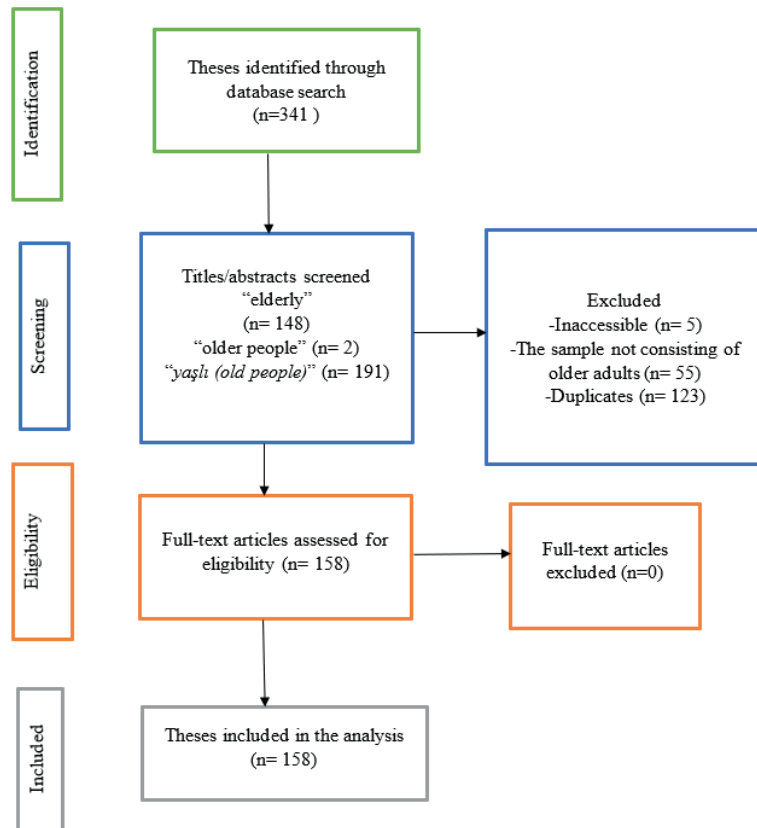 Identification
Theses identified through
database search
(n=341 )
Screening
Titles/abstracts screened
“elderly”
(n= 148)
“older people” (n= 2)
“yaşlı (old people)” (n= 191)
Excluded
-Inaccessible (n= 5)
-The sample not consisting of
older adults (n= 55)
-Duplicates (n= 123)
Eligibility
Full-text articles assessed for
eligibility (n= 158)
Full-text articles
excluded (n=0)
Included
Theses included in the analysis
(n= 158)